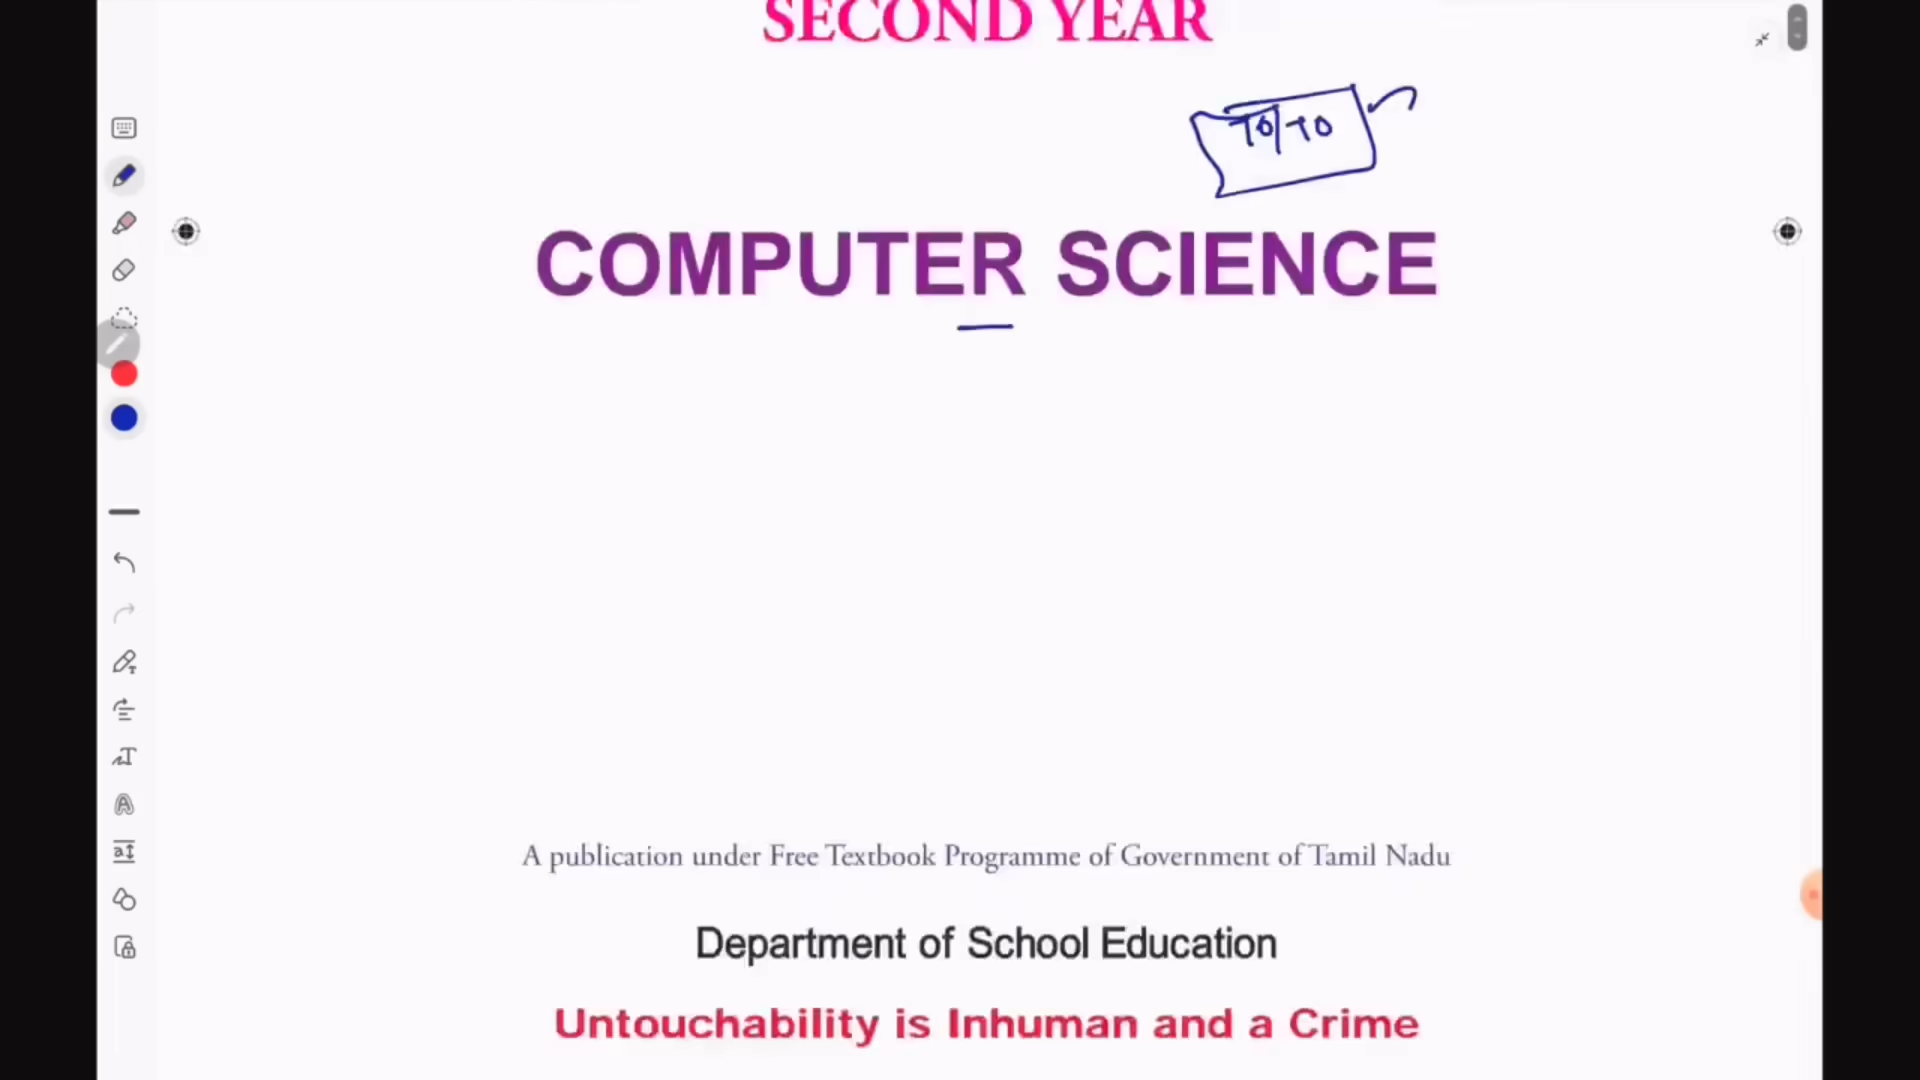 SECOND YEAR
70/70
COMPUTER SCIENCE
A publication under Free Textbook Programme of Government of Tamil Nadu
Department of School Education
Untouchability is Inhuman and a Crime